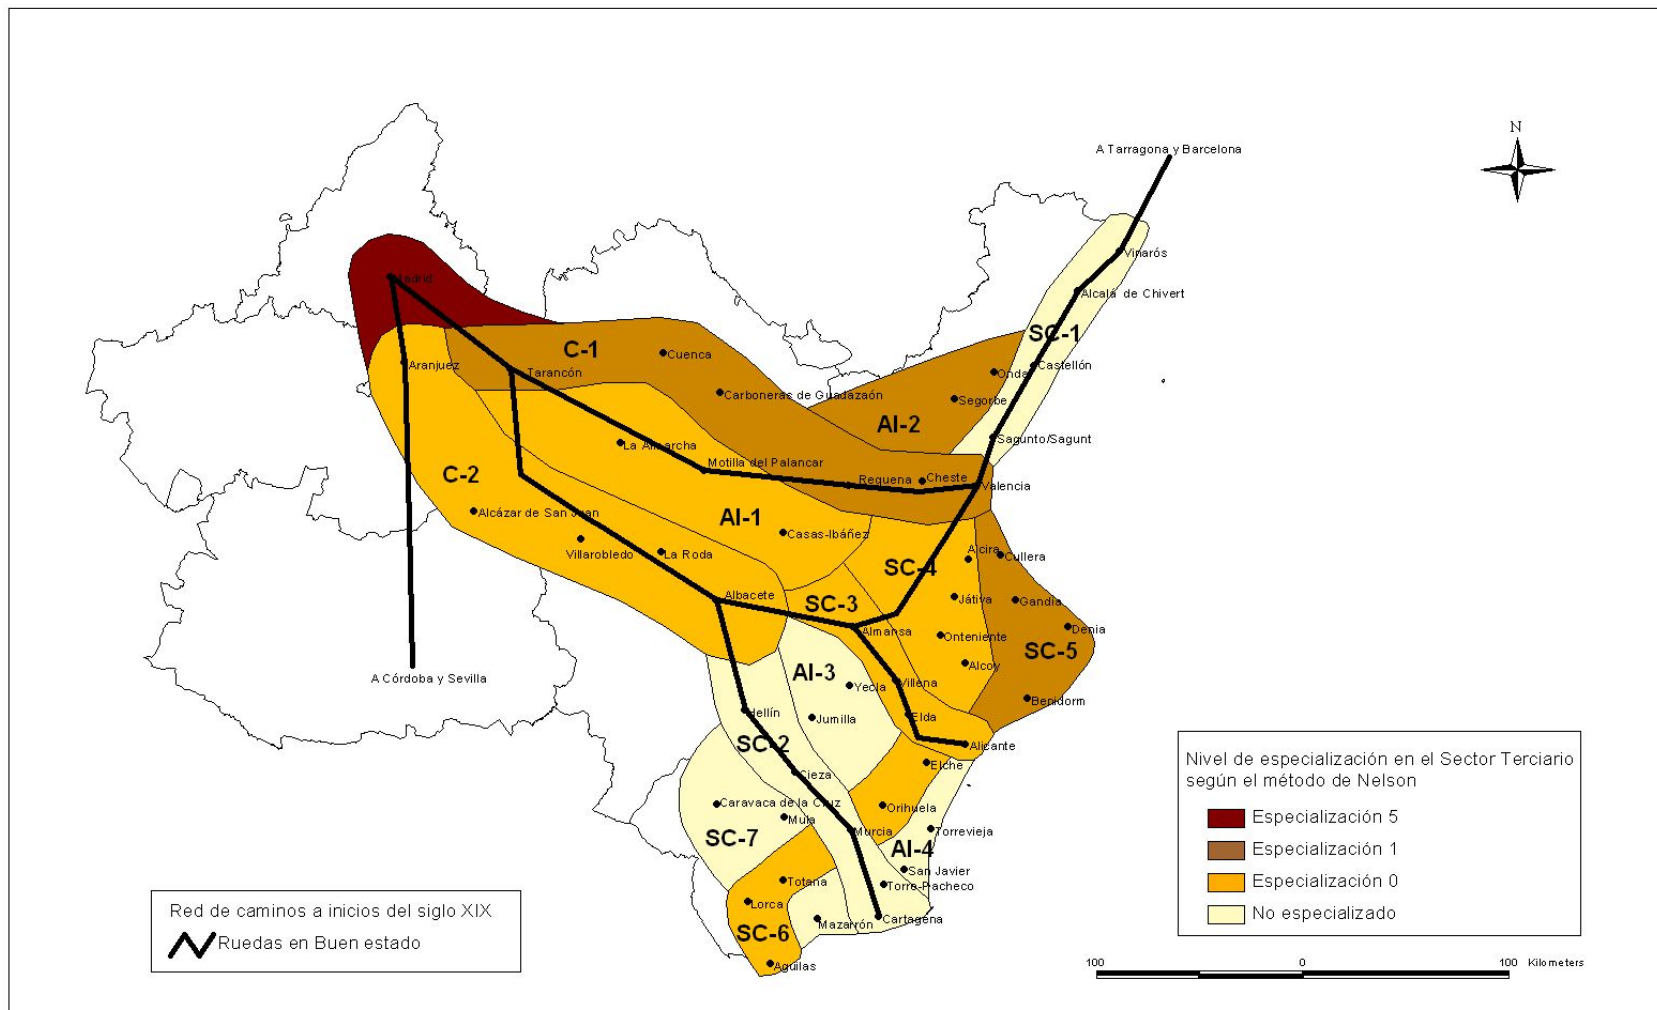 N
A Tarragona y Barcelona
Vinarós
Madrid
Alcalá de Chivert
SC-1
C-1
Cuenca
Aranjuez
Tarancón
Castellón
Onda
Carboneras de Guadazaón
Segorbe
AI-2
Sagunto/Sagunt
La Almarcha
Motilla del Palancar
C-2
Requena
Cheste
Valencia
Alcázar de San Juan
AI-1
Casas-Ibáñez
Villarobledo
La Roda
Alcira
Cullera
SC-4
Albacete
SC-3
Játiva
Gandia
Almansa
Onteniente
Denia
SC-5
A Córdoba y Sevilla
AI-3
Yecla
Villena
Alcoy
Benidorm
Hellín
Jumilla
Elda
SC-2
Alicante
Cieza
Elche
Caravaca de la Cruz
Mula
Orihuela
SC-7
Murcia
Torrevieja
AI-4
San Javier
Totana
Torre-Pacheco
Lorca
Mazarrón
Cartagena
SC-6
Aguilas
Nivel de especialización en el Sector Terciario
según el método de Nelson
Especialización 5
Especialización 1
Especialización 0
No especializado
Red de caminos a inicios del siglo XIX
Ruedas en Buen estado
100 0 100 Kilometers